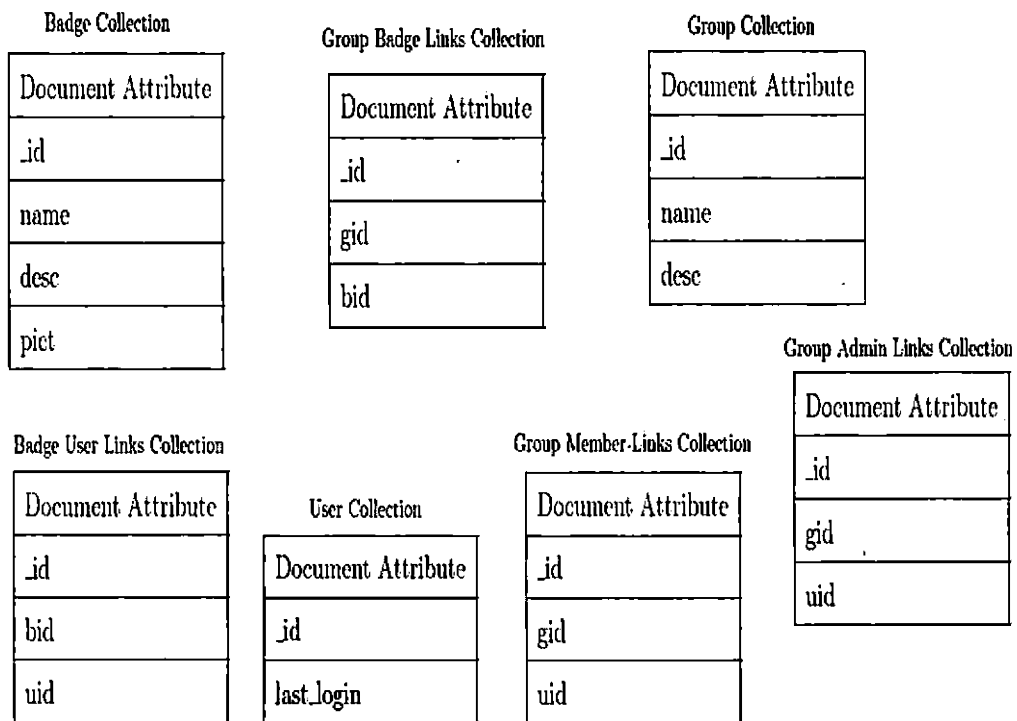 Badge Collection
Document Attribute
_id
name
desc
pict
Group Badge Links Collection
Document Attribute
_id
gid
bid
Group Collection
Document Attribute
_id
name
desc
Group Admin Links Collection
Document Attribute
_id
gid
uid
Badge User Links Collection
Document Attribute
_id
bid
uid
User Collection
Document Attribute
_id
last_login
Group Member-Links Collection
Document Attribute
_id
gid
uid